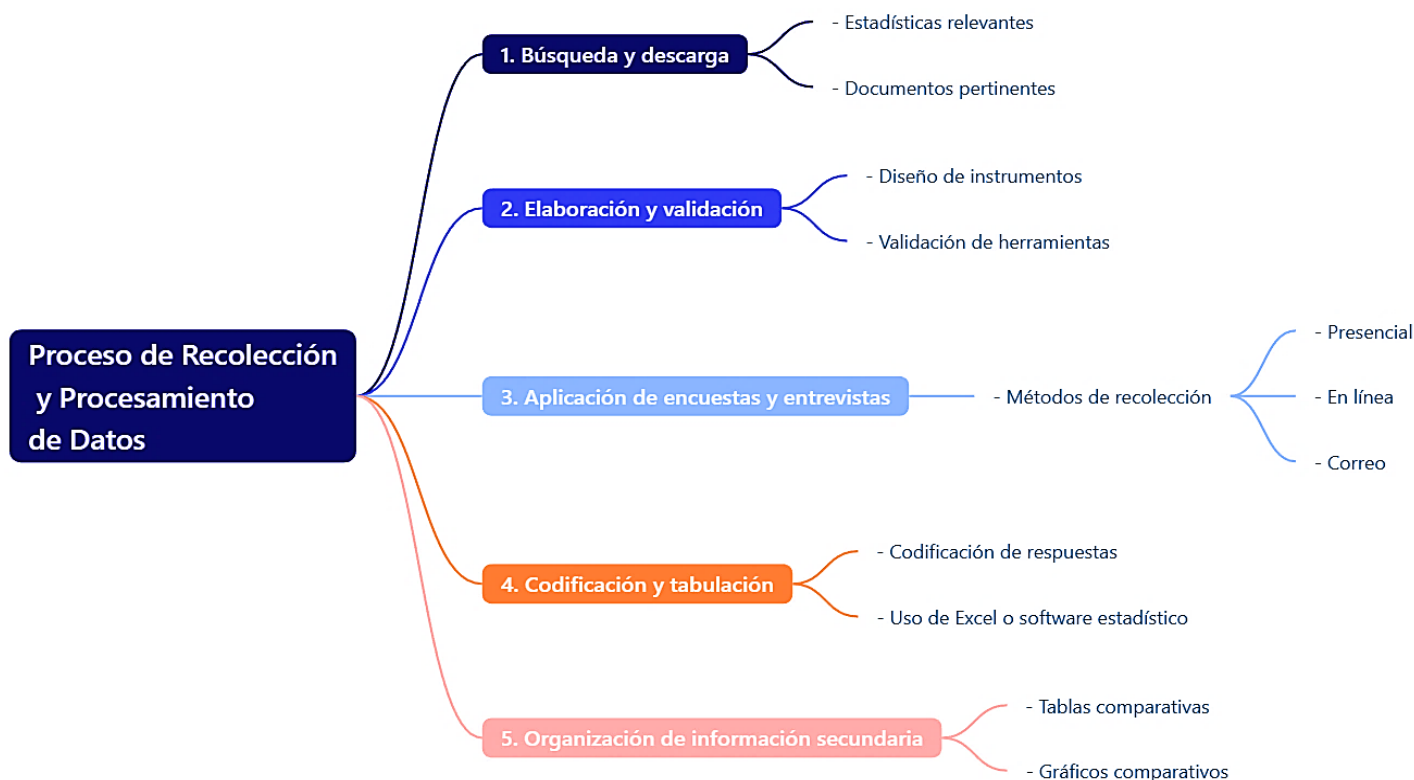 Proceso de Recolección
y Procesamiento
de Datos
1. Búsqueda y descarga
- Estadísticas relevantes
- Documentos pertinentes
2. Elaboración y validación
- Diseño de instrumentos
- Validación de herramientas
3. Aplicación de encuestas y entrevistas
- Métodos de recolección
- Presencial
- En línea
- Correo
4. Codificación y tabulación
- Codificación de respuestas
- Uso de Excel o software estadístico
5. Organización de información secundaria
- Tablas comparativas
- Gráficos comparativos